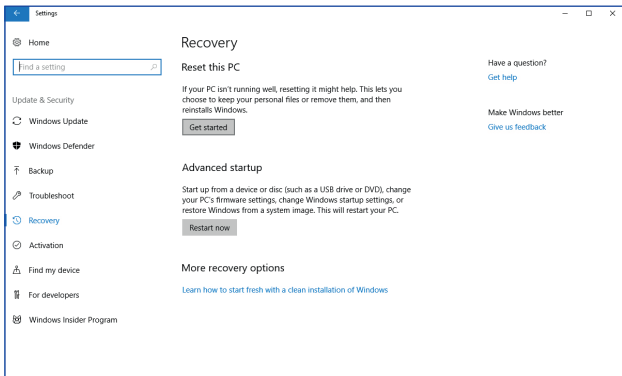 Settings
Home
Find a setting
Update & Security
Windows Update
Windows Defender
Backup
Troubleshoot
Recovery
Activation
Find my device
For developers
Windows Insider Program
Recovery
Reset this PC
If your PC isn't running well, resetting it might help. This lets you
choose to keep your personal files or remove them, and then
reinstalls Windows.
Get started
Advanced startup
Start up from a device or disc (such as a USB drive or DVD), change
your PC's firmware settings, change Windows startup settings, or
restore Windows from a system image. This will restart your PC.
Restart now
More recovery options
Learn how to start fresh with a clean installation of Windows
Have a question?
Get help
Make Windows better
Give us feedback